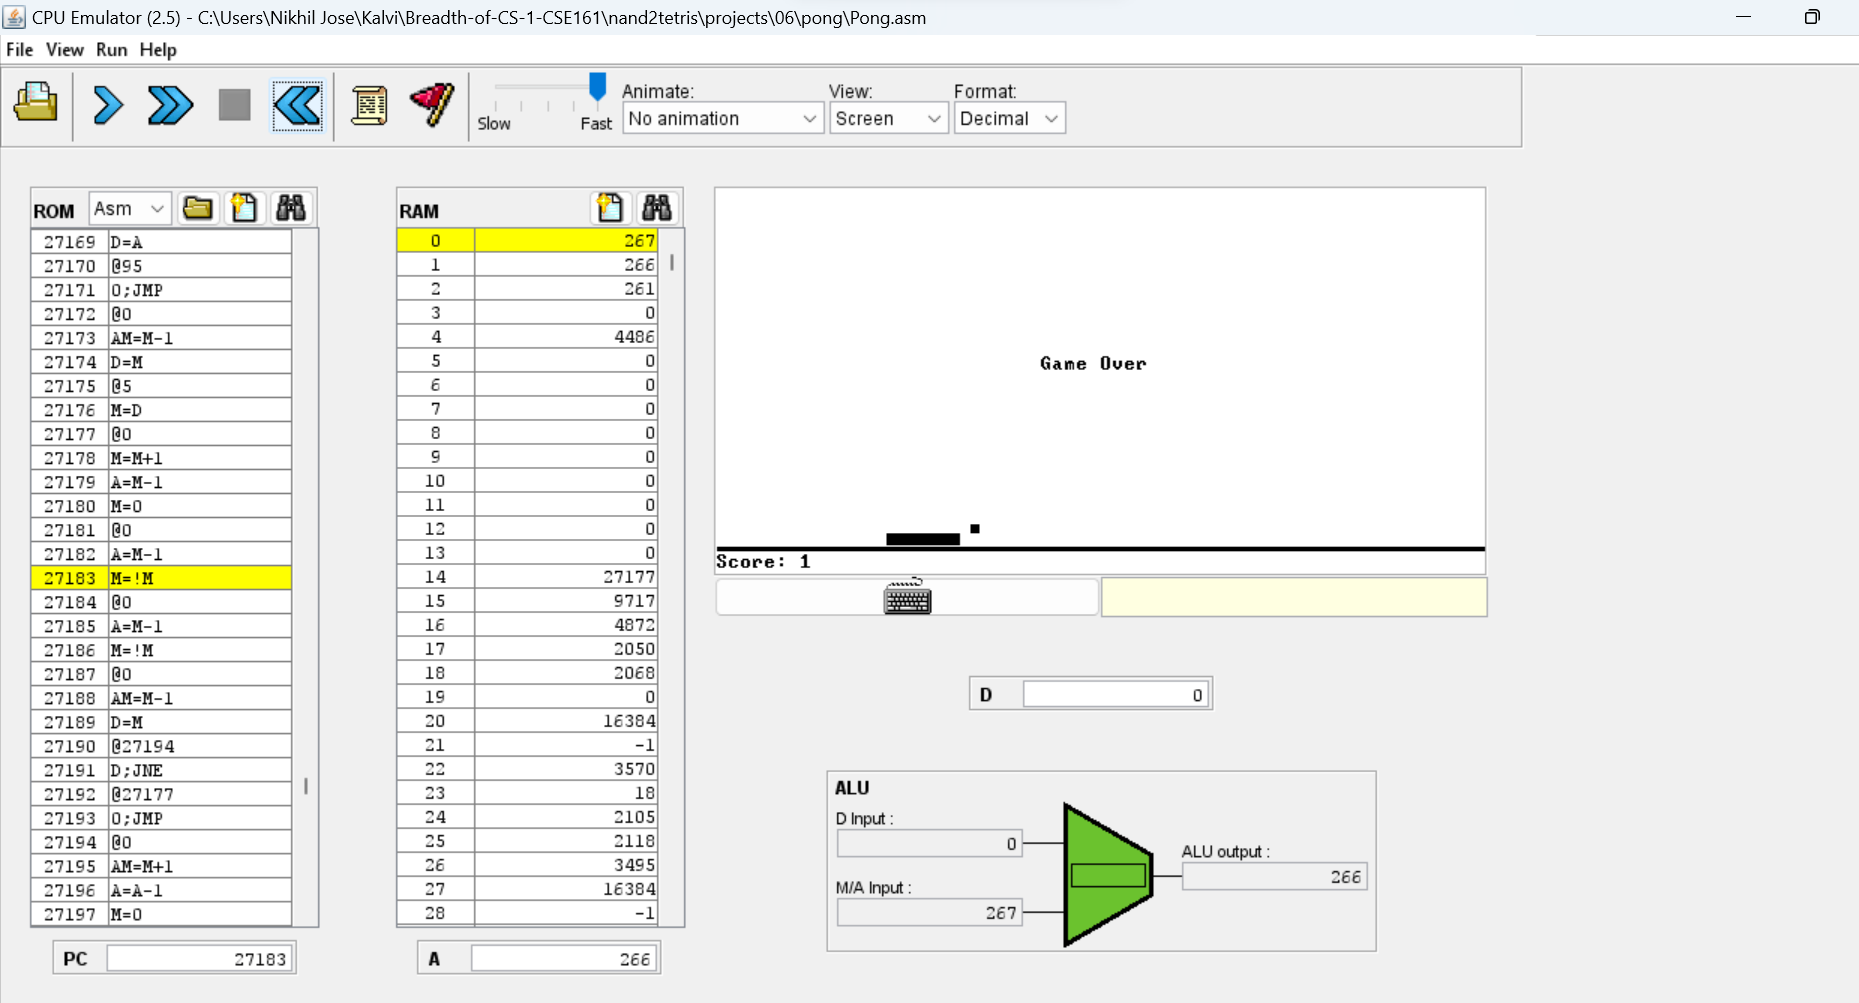 CPU Emulator (2.5) - C:\Users\Nikhil Jose\Kalvi\Breadth-of-CS-1-CSE161\nand2tetris\projects\06\pong\Pong.asm
File View Run Help
Slow Fast
Animate:
No animation
View:
Screen
Format:
Decimal
ROM Asm
27169 D=A
27170 @95
27171 0;JMP
27172 @0
27173 AM=M-1
27174 D=M
27175 @5
27176 M=D
27177 @0
27178 M=M+1
27179 A=M-1
27180 M=0
27181 @0
27182 A=M-1
27183 M=!M
27184 @0
27185 A=M-1
27186 M=!M
27187 @0
27188 AM=M-1
27189 D=M
27190 @27194
27191 D;JNE
27192 @27177
27193 0;JMP
27194 @0
27195 AM=M+1
27196 A=A-1
27197 M=0
PC 27183
RAM
0 267
1 266
2 261
3 0
4 4486
5 0
6 0
7 0
8 0
9 0
10 0
11 0
12 0
13 0
14 27177
15 9717
16 4872
17 2050
18 2068
19 0
20 16384
21 -1
22 3570
23 18
24 2105
25 2118
26 3495
27 16384
28 -1
A 266
Game Over
Score: 1
D 0
ALU
D Input :
0
M/A Input :
267
ALU output :
266